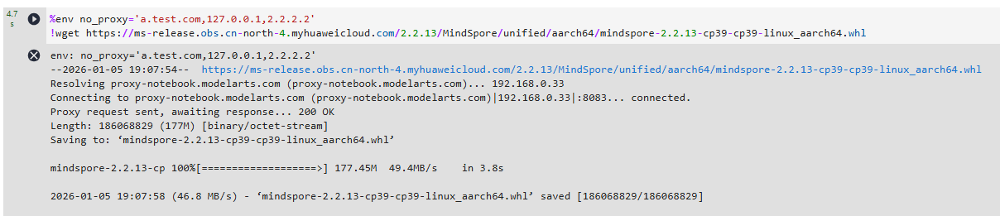 4.7
s
%env no_proxy='a.test.com,127.0.0.1,2.2.2.2'
!wget https://ms-release.obs.cn-north-4.myhuaweicloud.com/2.2.13/MindSpore/unified/aarch64/mindspore-2.2.13-cp39-cp39-linux_aarch64.whl
env: no_proxy='a.test.com,127.0.0.1,2.2.2.2'
--2026-01-05 19:07:54--  https://ms-release.obs.cn-north-4.myhuaweicloud.com/2.2.13/MindSpore/unified/aarch64/mindspore-2.2.13-cp39-cp39-linux_aarch64.whl
Resolving proxy-notebook.modelarts.com (proxy-notebook.modelarts.com)... 192.168.0.33
Connecting to proxy-notebook.modelarts.com (proxy-notebook.modelarts.com)|192.168.0.33|:8083... connected.
Proxy request sent, awaiting response... 200 OK
Length: 186068829 (177M) [binary/octet-stream]
Saving to: ‘mindspore-2.2.13-cp39-cp39-linux_aarch64.whl’
mindspore-2.2.13-cp 100%[===================>] 177.45M  49.4MB/s    in 3.8s
2026-01-05 19:07:58 (46.8 MB/s) - ‘mindspore-2.2.13-cp39-cp39-linux_aarch64.whl’ saved [186068829/186068829]